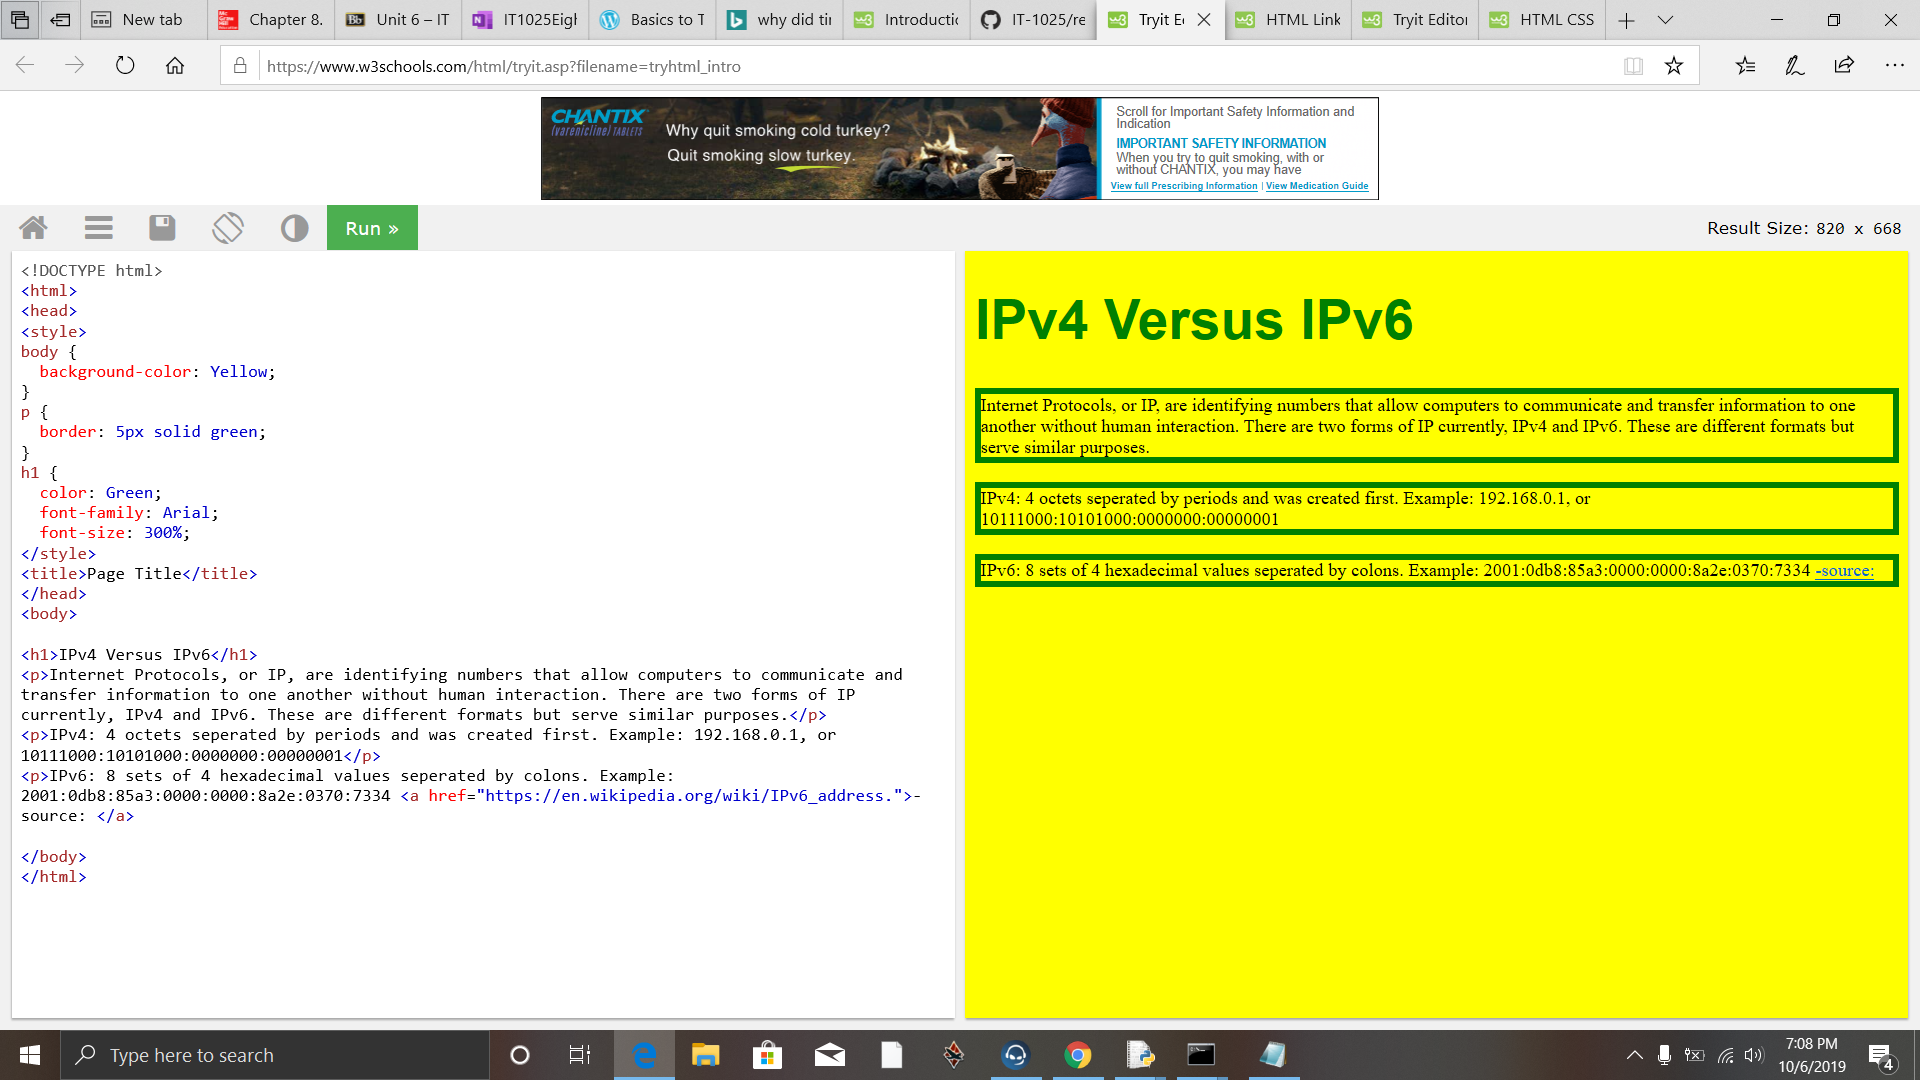 New tab
Chapter 8.
Unit 6 – IT
IT1025Eigh
Basics to T
why did tir
Introductic
IT-1025/re
Tryit Ec
HTML Link
Tryit Editor
HTML CSS
https://www.w3schools.com/html/tryit.asp?filename=tryhtml_intro
CHANTIX
(varenicline) TABLETS
Why quit smoking cold turkey?
Quit smoking slow turkey.
Scroll for Important Safety Information and
Indication
IMPORTANT SAFETY INFORMATION
When you try to quit smoking, with or
without CHANTIX, you may have
View full Prescribing Information | View Medication Guide
Run »
Result Size: 820 x 668
<!DOCTYPE html>
<html>
<head>
<style>
body {
  background-color: Yellow;
}
p {
  border: 5px solid green;
}
h1 {
  color: Green;
  font-family: Arial;
  font-size: 300%;
</style>
<title>Page Title</title>
</head>
<body>
<h1>IPv4 Versus IPv6</h1>
<p>Internet Protocols, or IP, are identifying numbers that allow computers to communicate and
transfer information to one another without human interaction. There are two forms of IP
currently, IPv4 and IPv6. These are different formats but serve similar purposes.</p>
<p>IPv4: 4 octets seperated by periods and was created first. Example: 192.168.0.1, or
10111000:10101000:0000000:00000001</p>
<p>IPv6: 8 sets of 4 hexadecimal values seperated by colons. Example:
2001:0db8:85a3:0000:0000:8a2e:0370:7334 <a href="https://en.wikipedia.org/wiki/IPv6_address.">-
source: </a>
</body>
</html>
IPv4 Versus IPv6
Internet Protocols, or IP, are identifying numbers that allow computers to communicate and transfer information to one
another without human interaction. There are two forms of IP currently, IPv4 and IPv6. These are different formats but
serve similar purposes.
IPv4: 4 octets seperated by periods and was created first. Example: 192.168.0.1, or
10111000:10101000:0000000:00000001
IPv6: 8 sets of 4 hexadecimal values seperated by colons. Example: 2001:0db8:85a3:0000:0000:8a2e:0370:7334 -source:
Type here to search
7:08 PM
10/6/2019
4